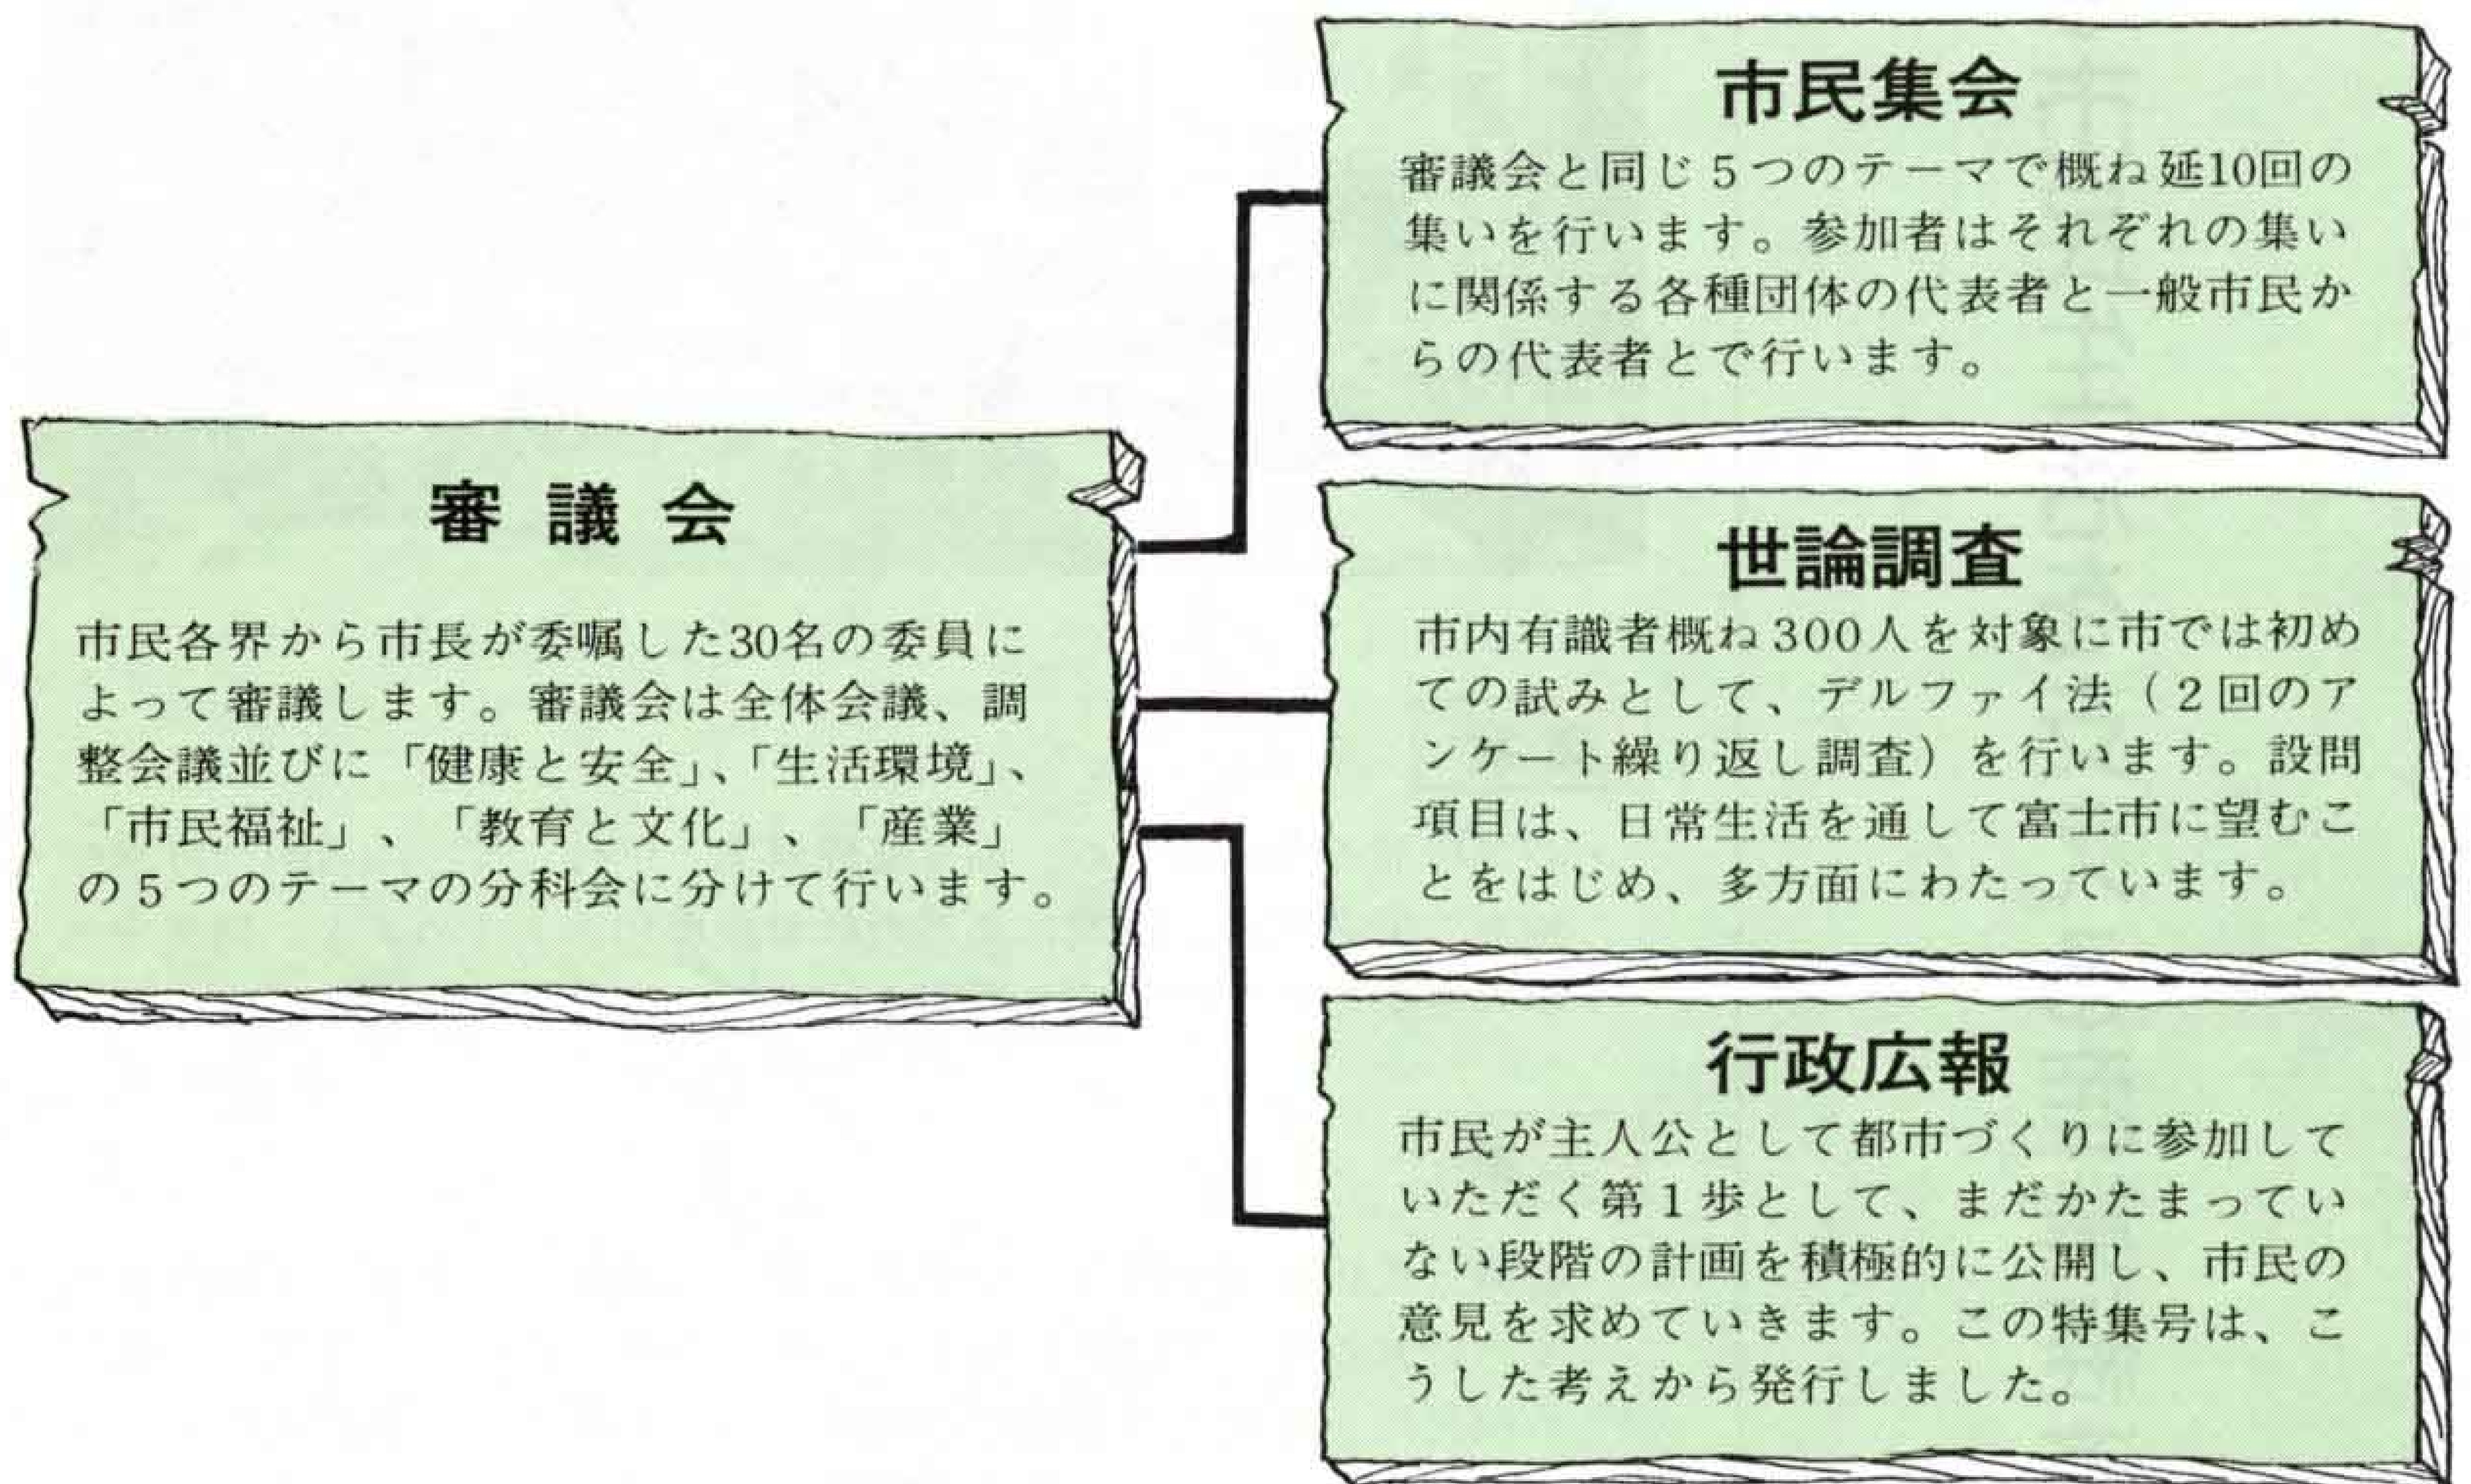 審議会
市民各界から市長が委嘱した30名の委員に
よって審議します。審議会は全体会議、調
整会議並びに「健康と安全」、「生活環境」、
「市民福祉」、「教育と文化」、「産業」
の5つのテーマの分科会に分けて行います。
市民集会
審議会と同じ5つのテーマで概ね延10回の
集いを行います。参加者はそれぞれの集い
に関係する各種団体の代表者と一般市民か
らの代表者とで行います。
世論調査
市内有識者概ね300人を対象に市では初め
ての試みとして、デルファイ法（2回のア
ンケート繰り返し調査）を行います。設問
項目は、日常生活を通して富士市に望むこ
とをはじめ、多方面にわたっています。
行政広報
市民が主人公として都市づくりに参加して
いただく第1歩として、まだかたまってい
ない段階の計画を積極的に公開し、市民の
意見を求めていきます。この特集号は、こ
うした考えから発行しました。